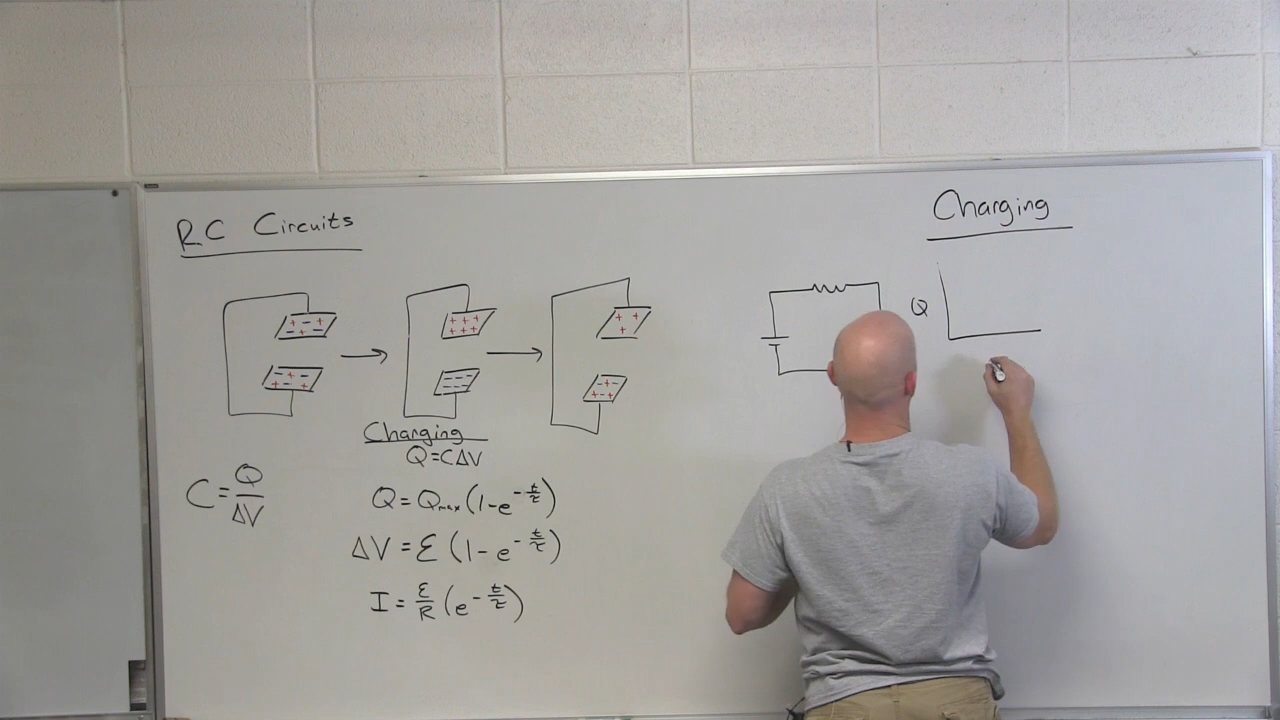 RC Circuits
Charging
+ - +
- + -
- + -
+ - +
+ + +
+ + +
- - -
- - -
+ +
+
- + -
+ - +
Q
Charging
Q = CΔV
C = Q/ΔV
Q = Qmax (1 - e^-t/τ)
ΔV = ℰ (1 - e^-t/τ)
I = ℰ/R (e^-t/τ)